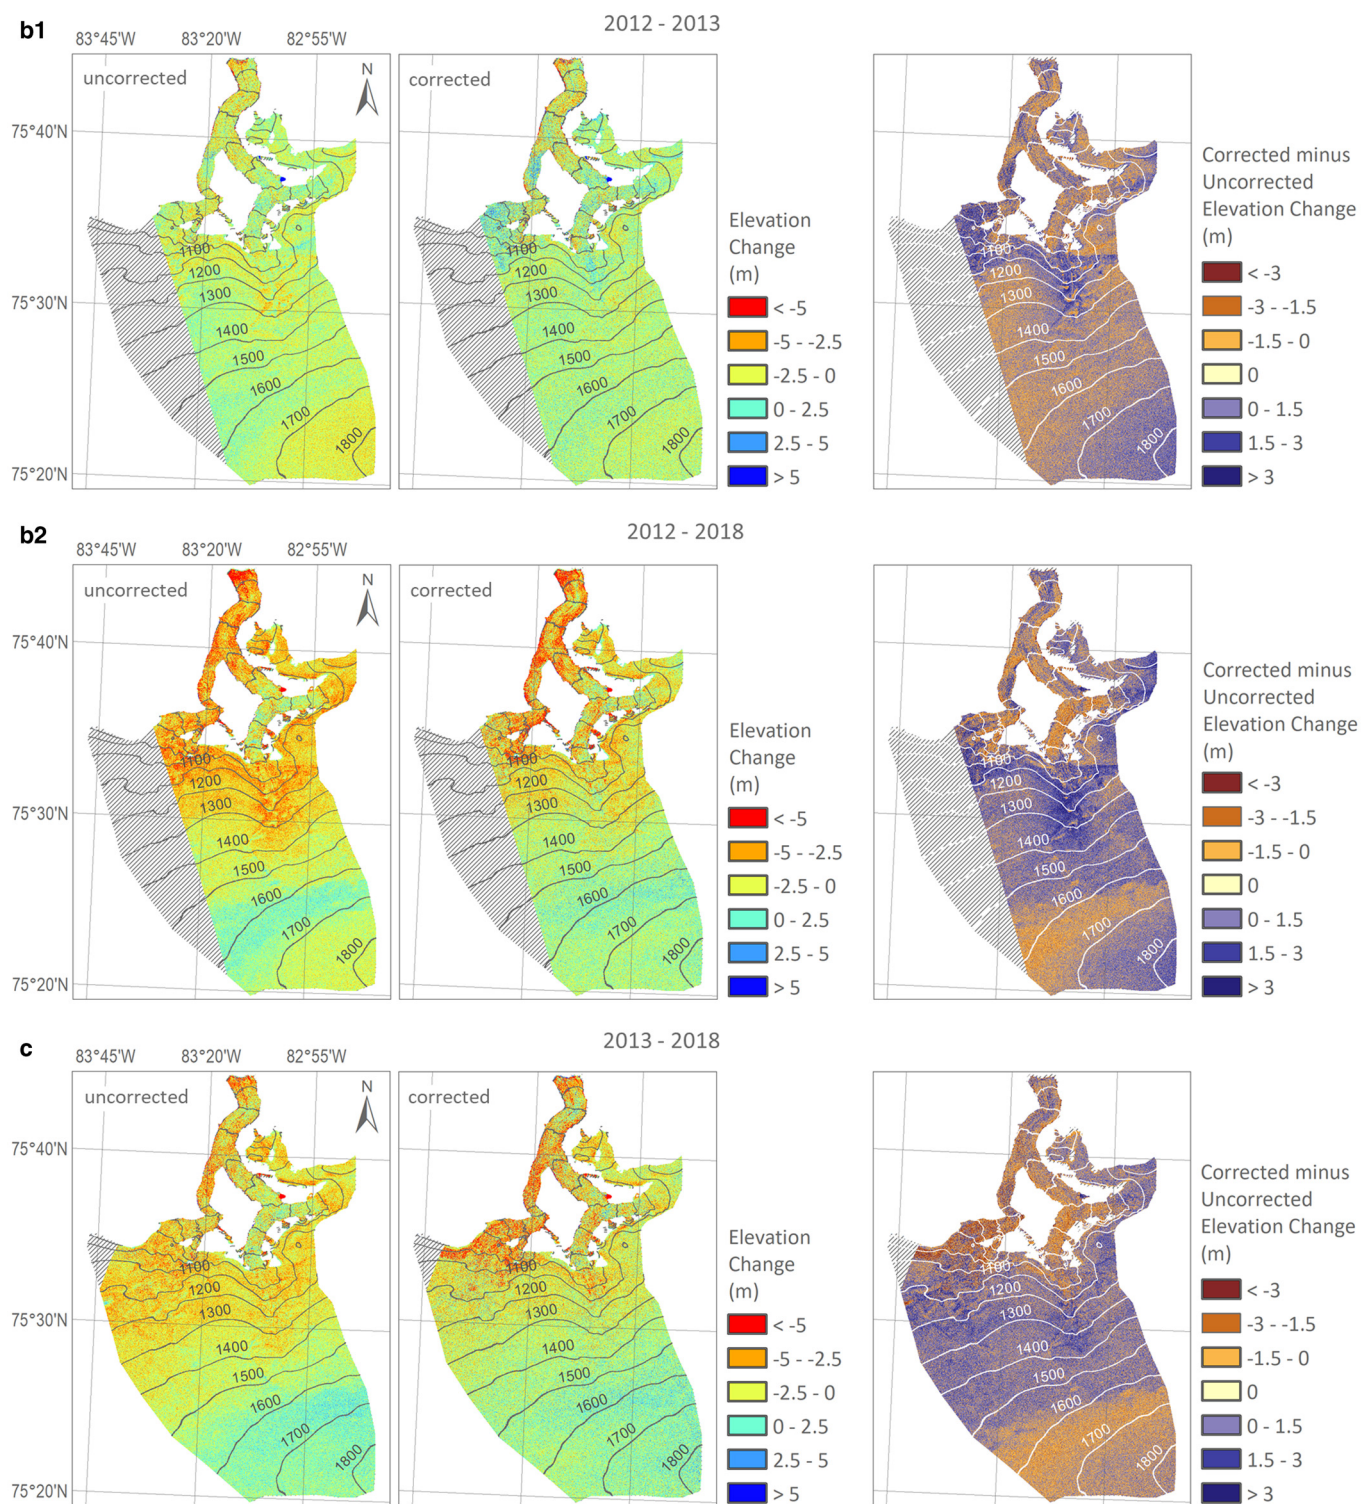 b1
2012 - 2013
83°45'W 83°20'W 82°55'W
uncorrected
N
corrected
75°40'N
75°30'N
75°20'N
1100
1200
1300
1400
1500
1600
1700
1800
1100
1200
1300
1400
1500
1600
1700
1800
Elevation
Change
(m)
< -5
-5 - -2.5
-2.5 - 0
0 - 2.5
2.5 - 5
> 5
1100
1200
1300
1400
1500
1600
1700
1800
Corrected minus
Uncorrected
Elevation Change
(m)
< -3
-3 - -1.5
-1.5 - 0
0
0 - 1.5
1.5 - 3
> 3
b2
2012 - 2018
83°45'W 83°20'W 82°55'W
uncorrected
N
corrected
75°40'N
75°30'N
75°20'N
1100
1200
1300
1400
1500
1600
1700
1800
1100
1200
1300
1400
1500
1600
1700
1800
Elevation
Change
(m)
< -5
-5 - -2.5
-2.5 - 0
0 - 2.5
2.5 - 5
> 5
1100
1200
1300
1400
1500
1600
1700
1800
Corrected minus
Uncorrected
Elevation Change
(m)
< -3
-3 - -1.5
-1.5 - 0
0
0 - 1.5
1.5 - 3
> 3
c
2013 - 2018
83°45'W 83°20'W 82°55'W
uncorrected
N
corrected
75°40'N
75°30'N
75°20'N
1100
1200
1300
1400
1500
1600
1700
1800
1100
1200
1300
1400
1500
1600
1700
1800
Elevation
Change
(m)
< -5
-5 - -2.5
-2.5 - 0
0 - 2.5
2.5 - 5
> 5
1100
1200
1300
1400
1500
1600
1700
1800
Corrected minus
Uncorrected
Elevation Change
(m)
< -3
-3 - -1.5
-1.5 - 0
0
0 - 1.5
1.5 - 3
> 3